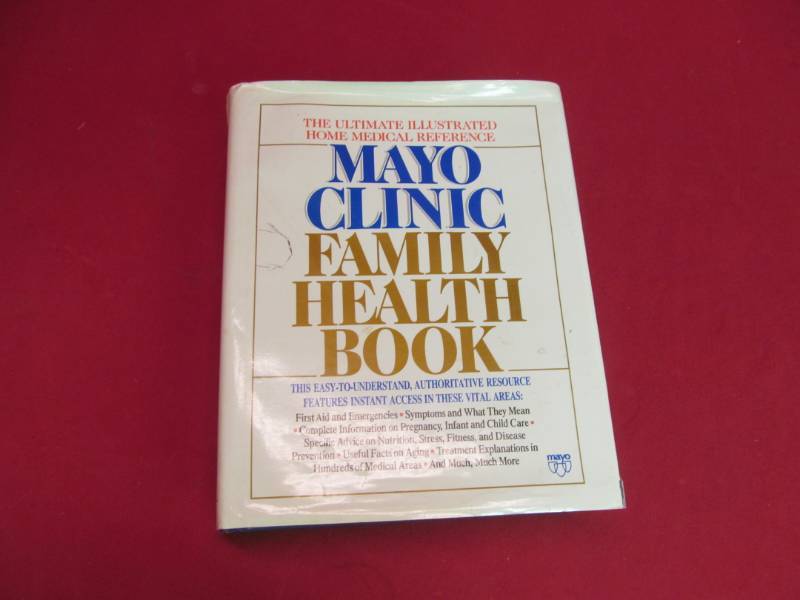 THE ULTIMATE ILLUSTRATED
HOME MEDICAL REFERENCE
MAYO
CLINIC
FAMILY
HEALTH
BOOK
THIS EASY-TO-UNDERSTAND, AUTHORITATIVE RESOURCE
FEATURES INSTANT ACCESS IN THESE VITAL AREAS:
First Aid and Emergencies • Symptoms and What They Mean
• Complete Information on Pregnancy, Infant and Child Care •
Specific Advice on Nutrition, Stress, Fitness, and Disease
Prevention • Useful Facts on Aging • Treatment Explanations in
Hundreds of Medical Areas • And Much, Much More
mayo